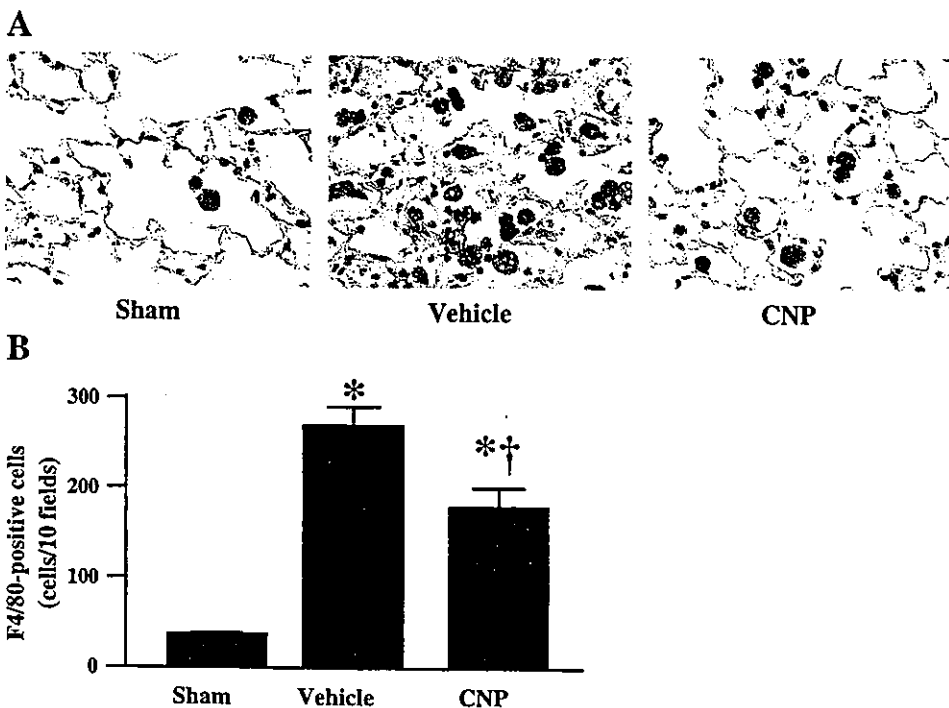 A
Sham
Vehicle
CNP
B
F4/80-positive cells
(cells/10 fields)
300
200
100
0
*
*†
Sham
Vehicle
CNP